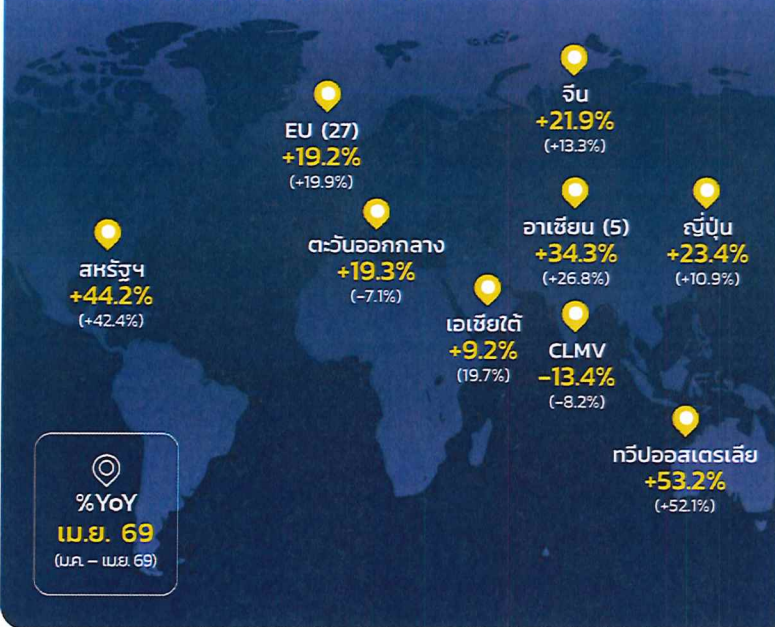 จีน
+21.9%
(+13.3%)
EU (27)
+19.2%
(+19.9%)
อาเซียน (5)
+34.3%
(+26.8%)
ญี่ปุ่น
+23.4%
(+10.9%)
ตะวันออกกลาง
+19.3%
(-7.1%)
สหรัฐฯ
+44.2%
(+42.4%)
เอเชียใต้
+9.2%
(19.7%)
CLMV
-13.4%
(-8.2%)
ทวีปออสเตรเลีย
+53.2%
(+52.1%)
%YoY
เม.ย. 69
(ม.ค. – เม.ย. 69)